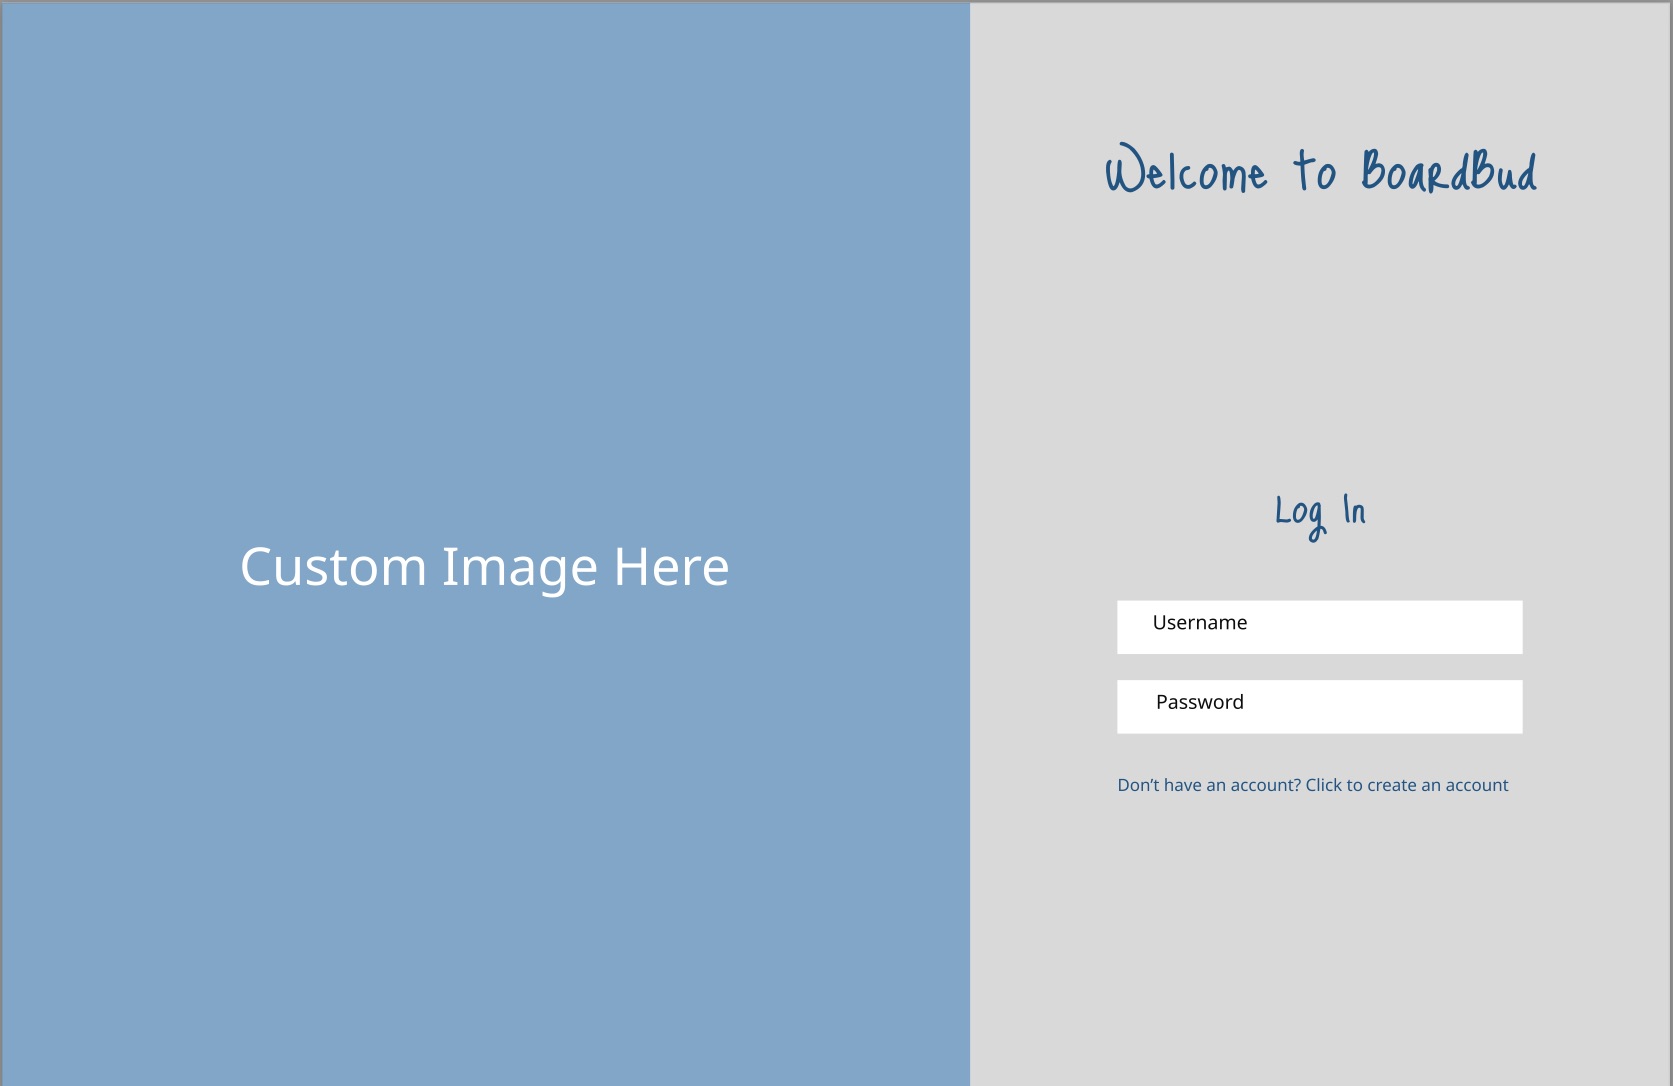 Custom Image Here
Welcome to BoardBud
Log In
Username
Password
Don’t have an account? Click to create an account